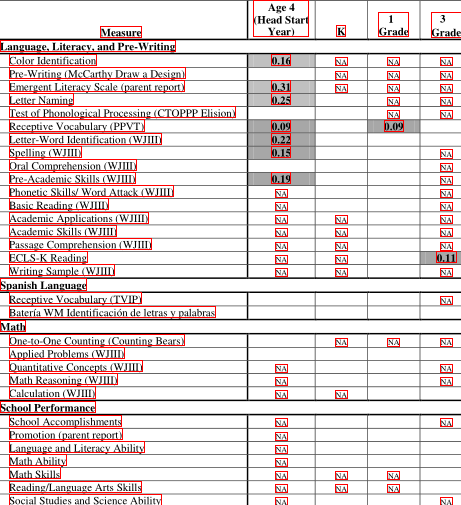 Measure Age 4 (Head Start Year) K 1 Grade 3 Grade
Language, Literacy, and Pre-Writing
Color Identification 0.16 NA NA NA
Pre-Writing (McCarthy Draw a Design) NA NA NA
Emergent Literacy Scale (parent report) 0.31 NA NA NA
Letter Naming 0.25 NA NA
Test of Phonological Processing (CTOPPP Elision) NA NA
Receptive Vocabulary (PPVT) 0.09 0.09
Letter-Word Identification (WJIII) 0.22
Spelling (WJIII) 0.15 NA
Oral Comprehension (WJIII) NA
Pre-Academic Skills (WJIII) 0.19 NA
Phonetic Skills/ Word Attack (WJIII) NA NA
Basic Reading (WJIII) NA NA
Academic Applications (WJIII) NA NA NA
Academic Skills (WJIII) NA NA NA
Passage Comprehension (WJIII) NA NA NA
ECLS-K Reading NA NA 0.11
Writing Sample (WJIII) NA NA NA
Spanish Language
Receptive Vocabulary (TVIP) NA
Batería WM Identificación de letras y palabras
Math
One-to-One Counting (Counting Bears) NA NA NA
Applied Problems (WJIII)
Quantitative Concepts (WJIII) NA NA
Math Reasoning (WJIII) NA NA
Calculation (WJIII) NA NA
School Performance
School Accomplishments NA NA
Promotion (parent report) NA
Language and Literacy Ability NA
Math Ability NA
Math Skills NA NA NA
Reading/Language Arts Skills NA NA NA
Social Studies and Science Ability NA NA